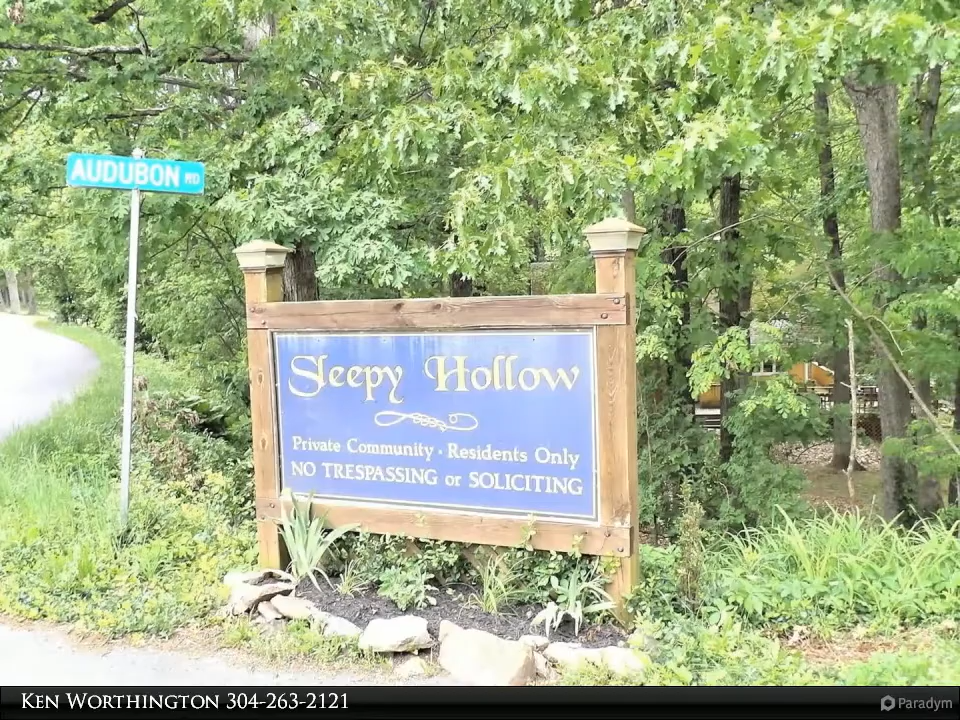 AUDUBON RD
Sleepy Hollow
Private Community · Residents Only
NO TRESPASSING or SOLICITING
KEN WORTHINGTON 304-263-2121
Paradym